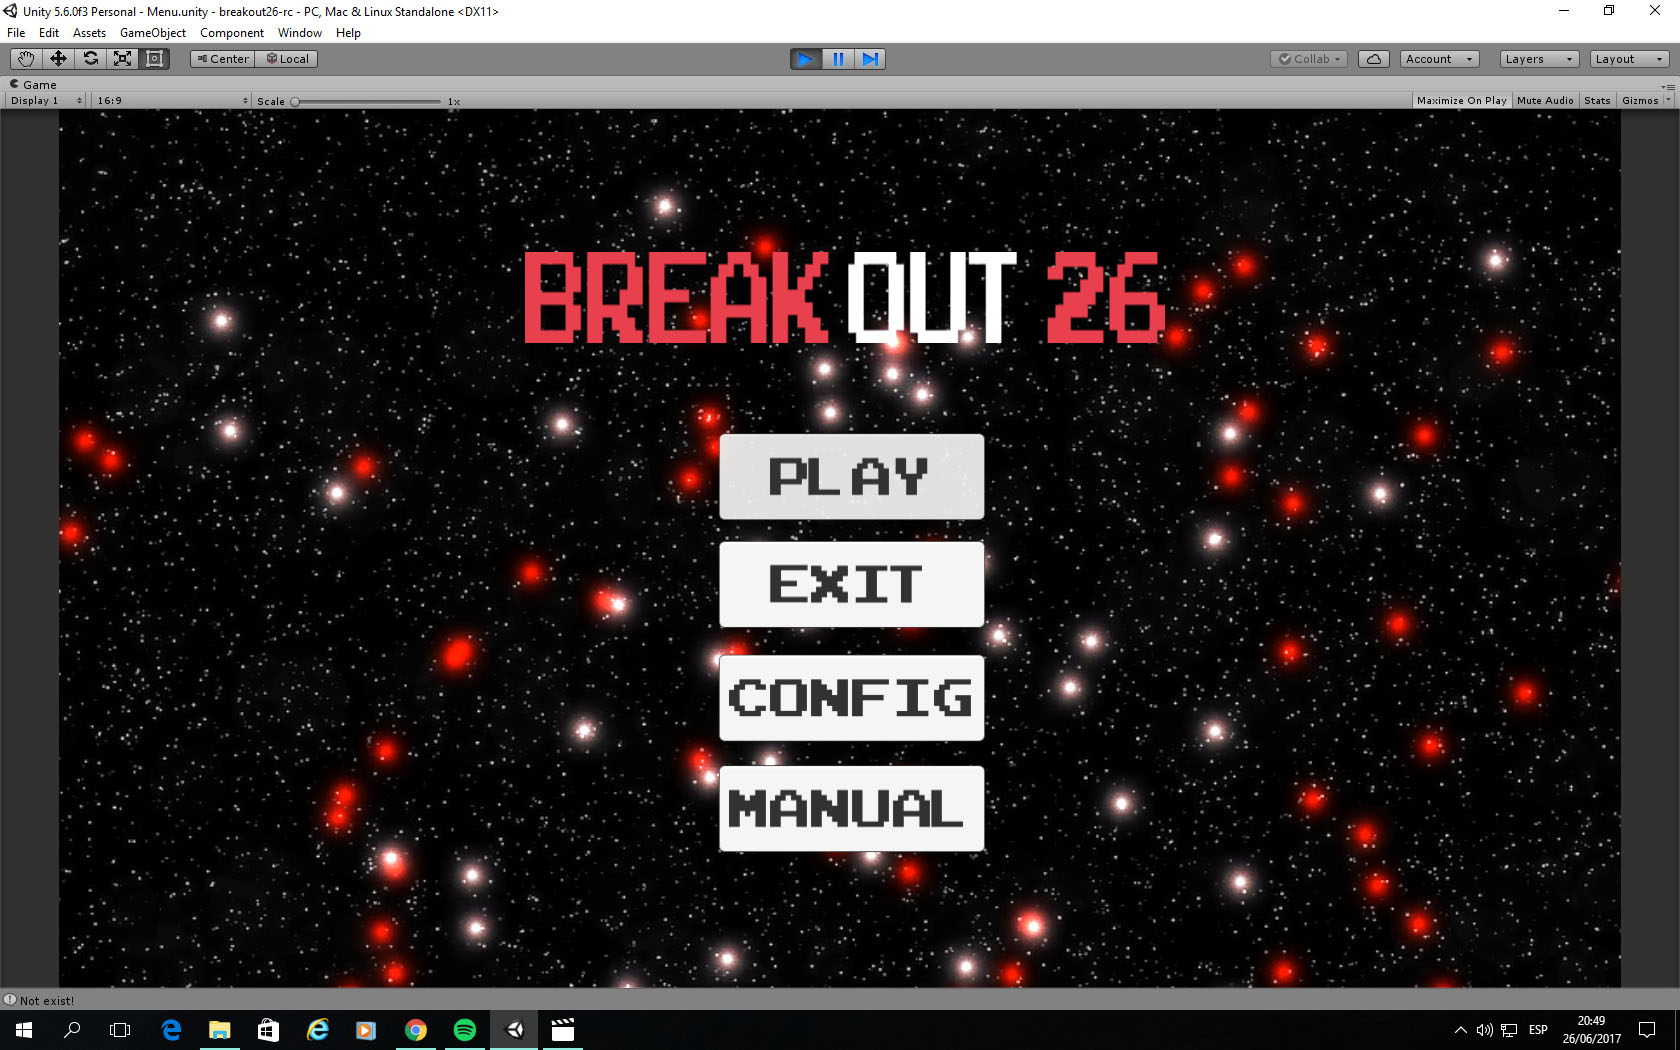 Unity 5.6.0f3 Personal - Menu.unity - breakout26-rc - PC, Mac & Linux Standalone <DX11>
File Edit Assets GameObject Component Window Help
Center Local Collab Account Layers Layout
Game
Display 1 16:9 Scale 1x Maximize On Play Mute Audio Stats Gizmos
BREAK OUT 26
PLAY
EXIT
CONFIG
MANUAL
Not exist!
ESP
20:49
26/06/2017